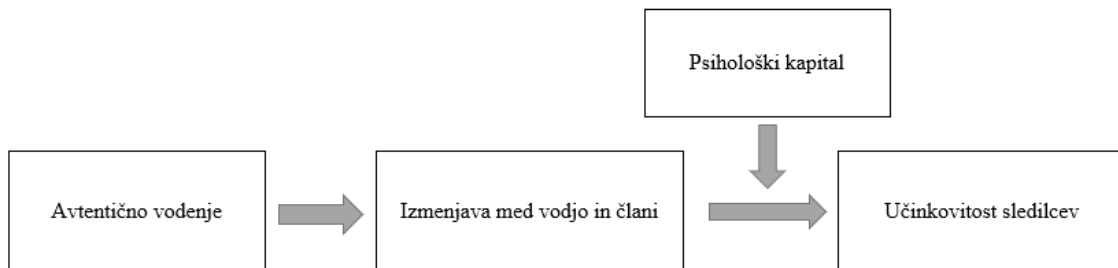 Psihološki kapital
Avtentično vodenje
Izmenjava med vodjo in člani
Učinkovitost sledilcev